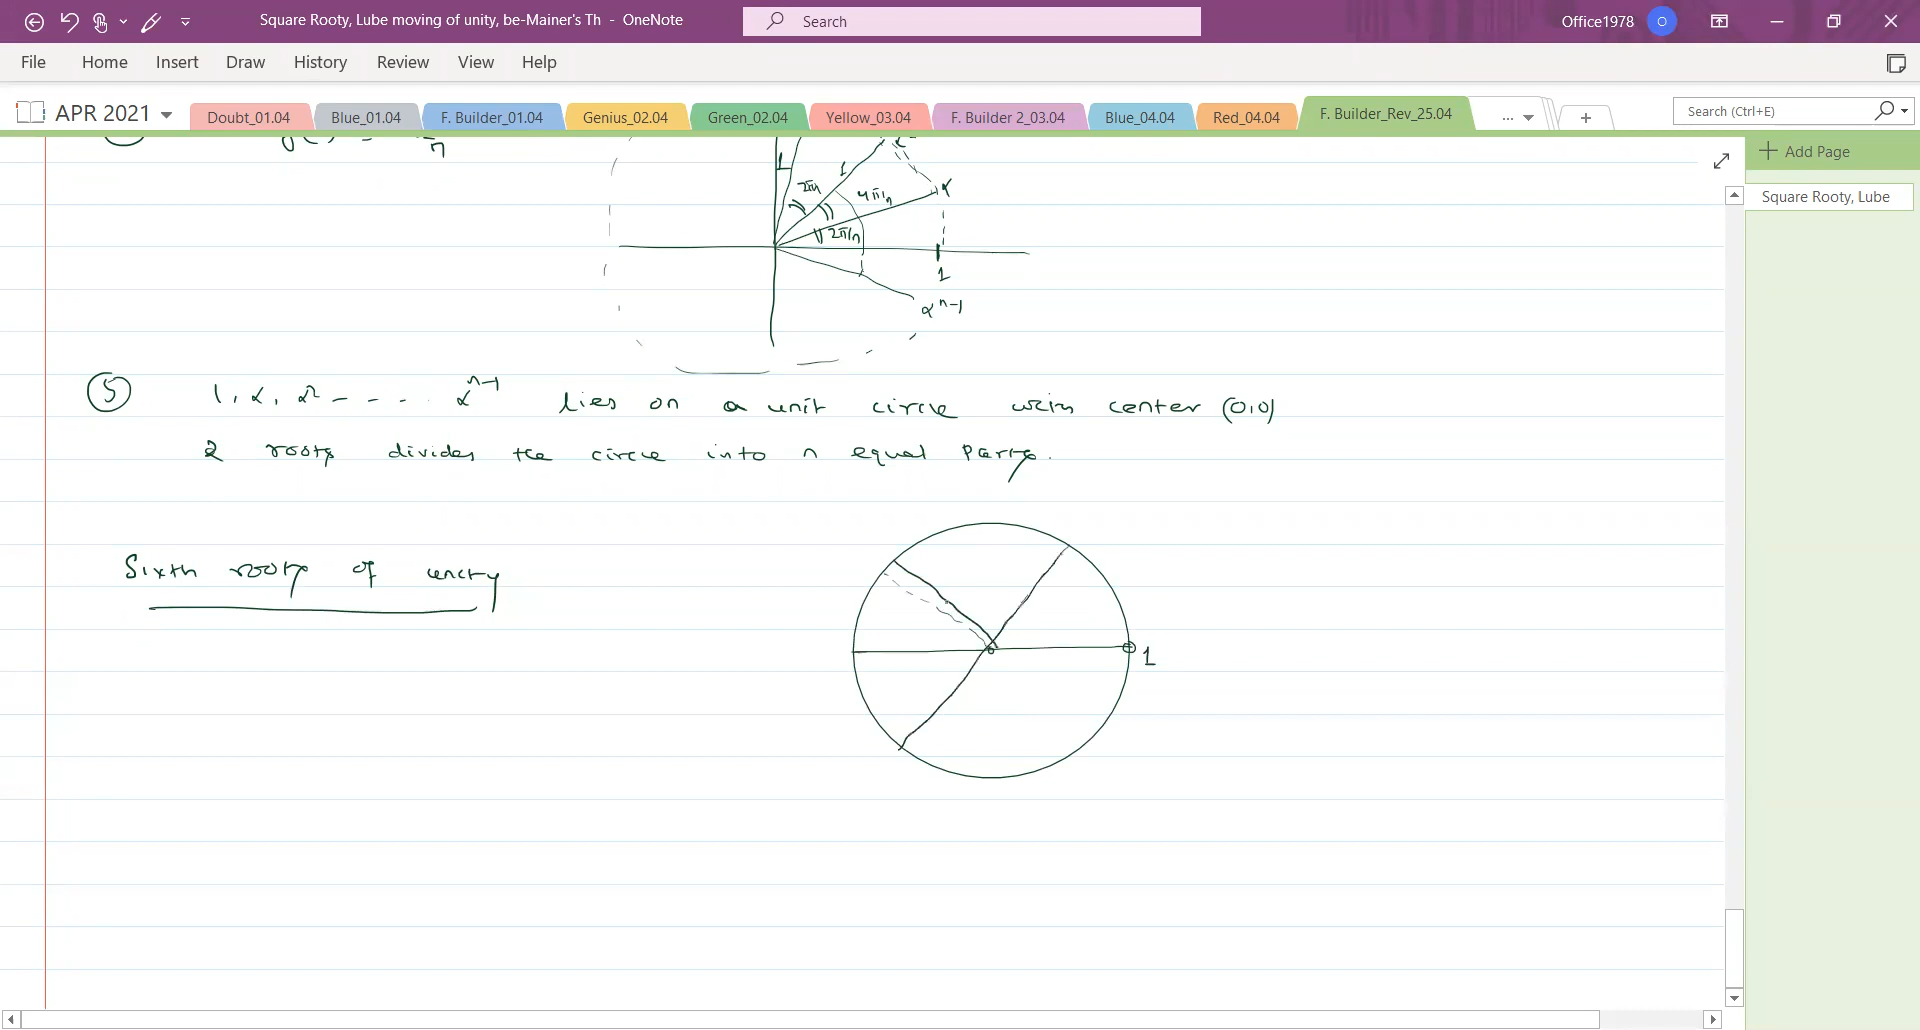 Square Rooty, Lube moving of unity, be-Mainer's Th - OneNote
Search
Office1978
O
File Home Insert Draw History Review View Help
APR 2021
Doubt_01.04 Blue_01.04 F. Builder_01.04 Genius_02.04 Green_02.04 Yellow_03.04 F. Builder 2_03.04 Blue_04.04 Red_04.04 F. Builder_Rev_25.04 ... +
Search (Ctrl+E)
Add Page
Square Rooty, Lube
n
1
1
2π/n
4π/n
α
2π/n
1
α^n-1
5 1, α, α² - - - - - α^n-1 lies on a unit circle with center (0,0)
& roots divides the circle into n equal parts.
Sixth roots of unity
1